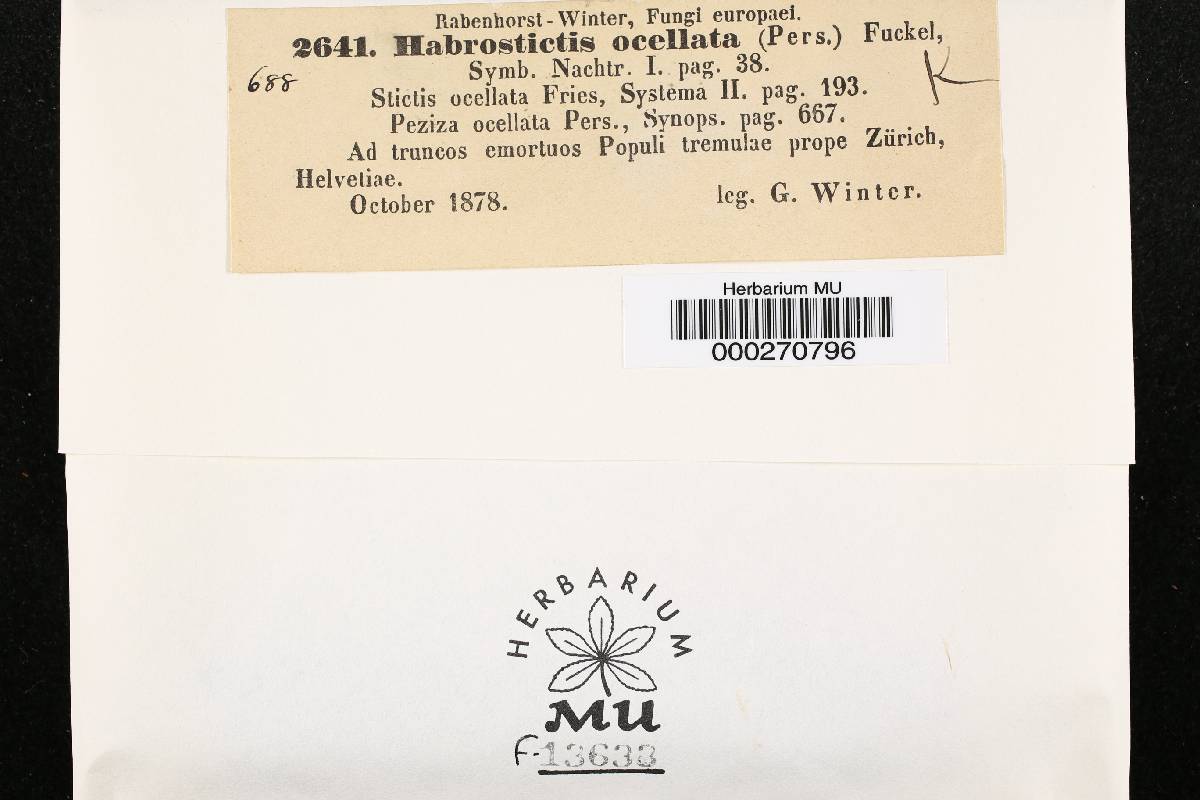 Rabenhorst-Winter, Fungi europaei.
2641. Habrostictis ocellata (Pers.) Fuckel,
Symb. Nachtr. I. pag. 38.
688
K
Stictis ocellata Fries, Systema II. pag. 193.
Peziza ocellata Pers., Synops. pag. 667.
Ad truncos emortuos Populi tremulae prope Zürich,
Helvetiae.
October 1878. leg. G. Winter.
Herbarium MU
000270796
HERBARIUM
MU
F-13633